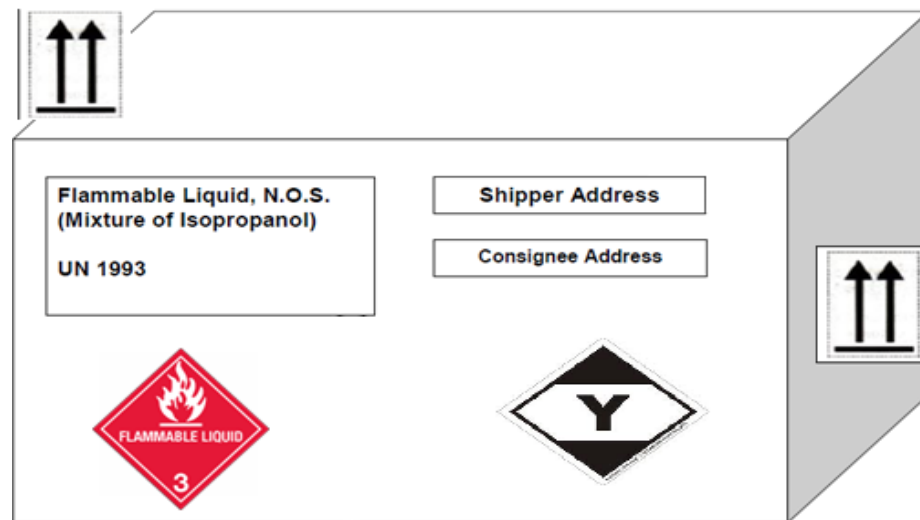 Flammable Liquid, N.O.S.
(Mixture of Isopropanol)
UN 1993
Shipper Address
Consignee Address
FLAMMABLE LIQUID
3
Y